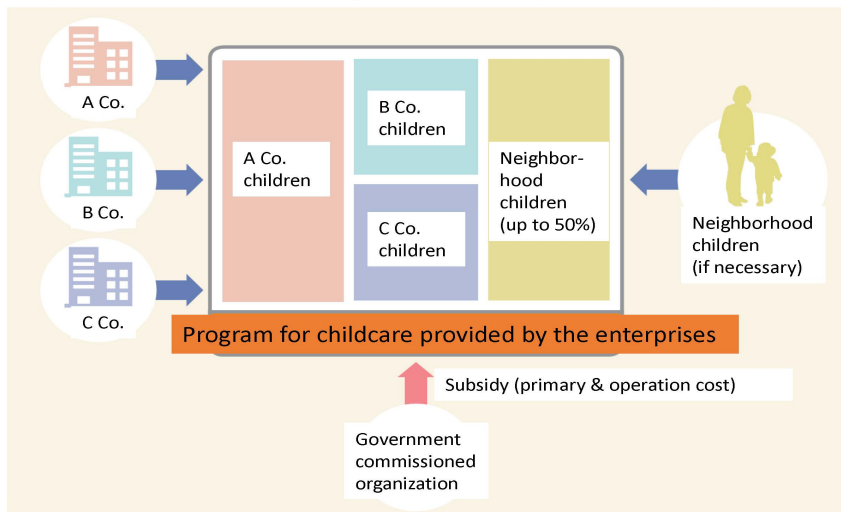 A Co.
B Co.
C Co.
A Co.
children
B Co.
children
C Co.
children
Neighbor-
hood
children
(up to 50%)
Neighborhood
children
(if necessary)
Program for childcare provided by the enterprises
Subsidy (primary & operation cost)
Government
commissioned
organization